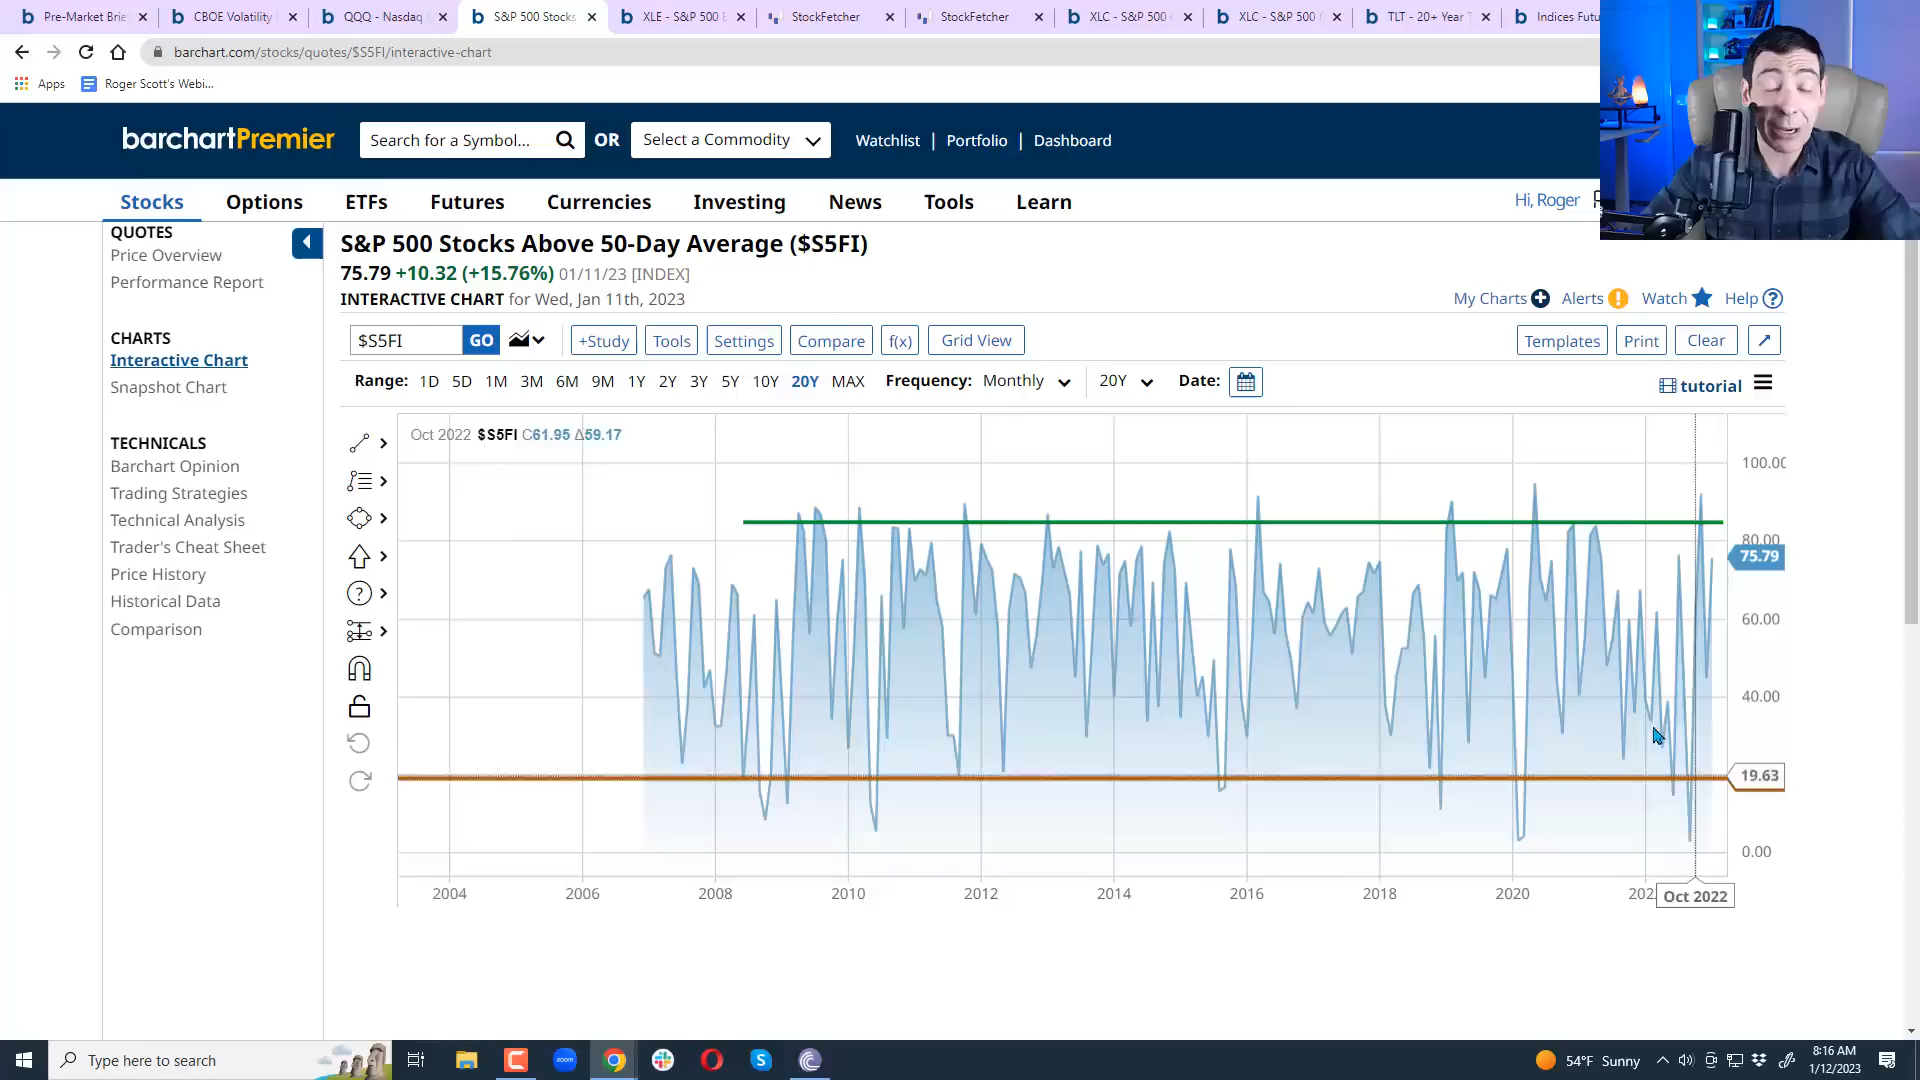 Pre-Market Brie
CBOE Volatility
QQQ - Nasdaq
S&P 500 Stocks
XLE - S&P 500 E
StockFetcher
StockFetcher
XLC - S&P 500
XLC - S&P 500
TLT - 20+ Year T
Indices Futu
barchart.com/stocks/quotes/$S5FI/interactive-chart
Apps
Roger Scott's Webi...
barchartPremier
Search for a Symbol...
OR
Select a Commodity
Watchlist | Portfolio | Dashboard
Stocks Options ETFs Futures Currencies Investing News Tools Learn
Hi, Roger
QUOTES
Price Overview
Performance Report
CHARTS
Interactive Chart
Snapshot Chart
TECHNICALS
Barchart Opinion
Trading Strategies
Technical Analysis
Trader's Cheat Sheet
Price History
Historical Data
Comparison
S&P 500 Stocks Above 50-Day Average ($S5FI)
75.79 +10.32 (+15.76%) 01/11/23 [INDEX]
INTERACTIVE CHART for Wed, Jan 11th, 2023
My Charts Alerts Watch Help
$S5FI GO +Study Tools Settings Compare f(x) Grid View Templates Print Clear
Range: 1D 5D 1M 3M 6M 9M 1Y 2Y 3Y 5Y 10Y 20Y MAX Frequency: Monthly 20Y Date:
tutorial
Oct 2022 $S5FI C61.95 Δ59.17
100.00
80.00
75.79
60.00
40.00
19.63
0.00
2004 2006 2008 2010 2012 2014 2016 2018 2020
Oct 2022
Type here to search
zoom
54°F Sunny
8:16 AM
1/12/2023